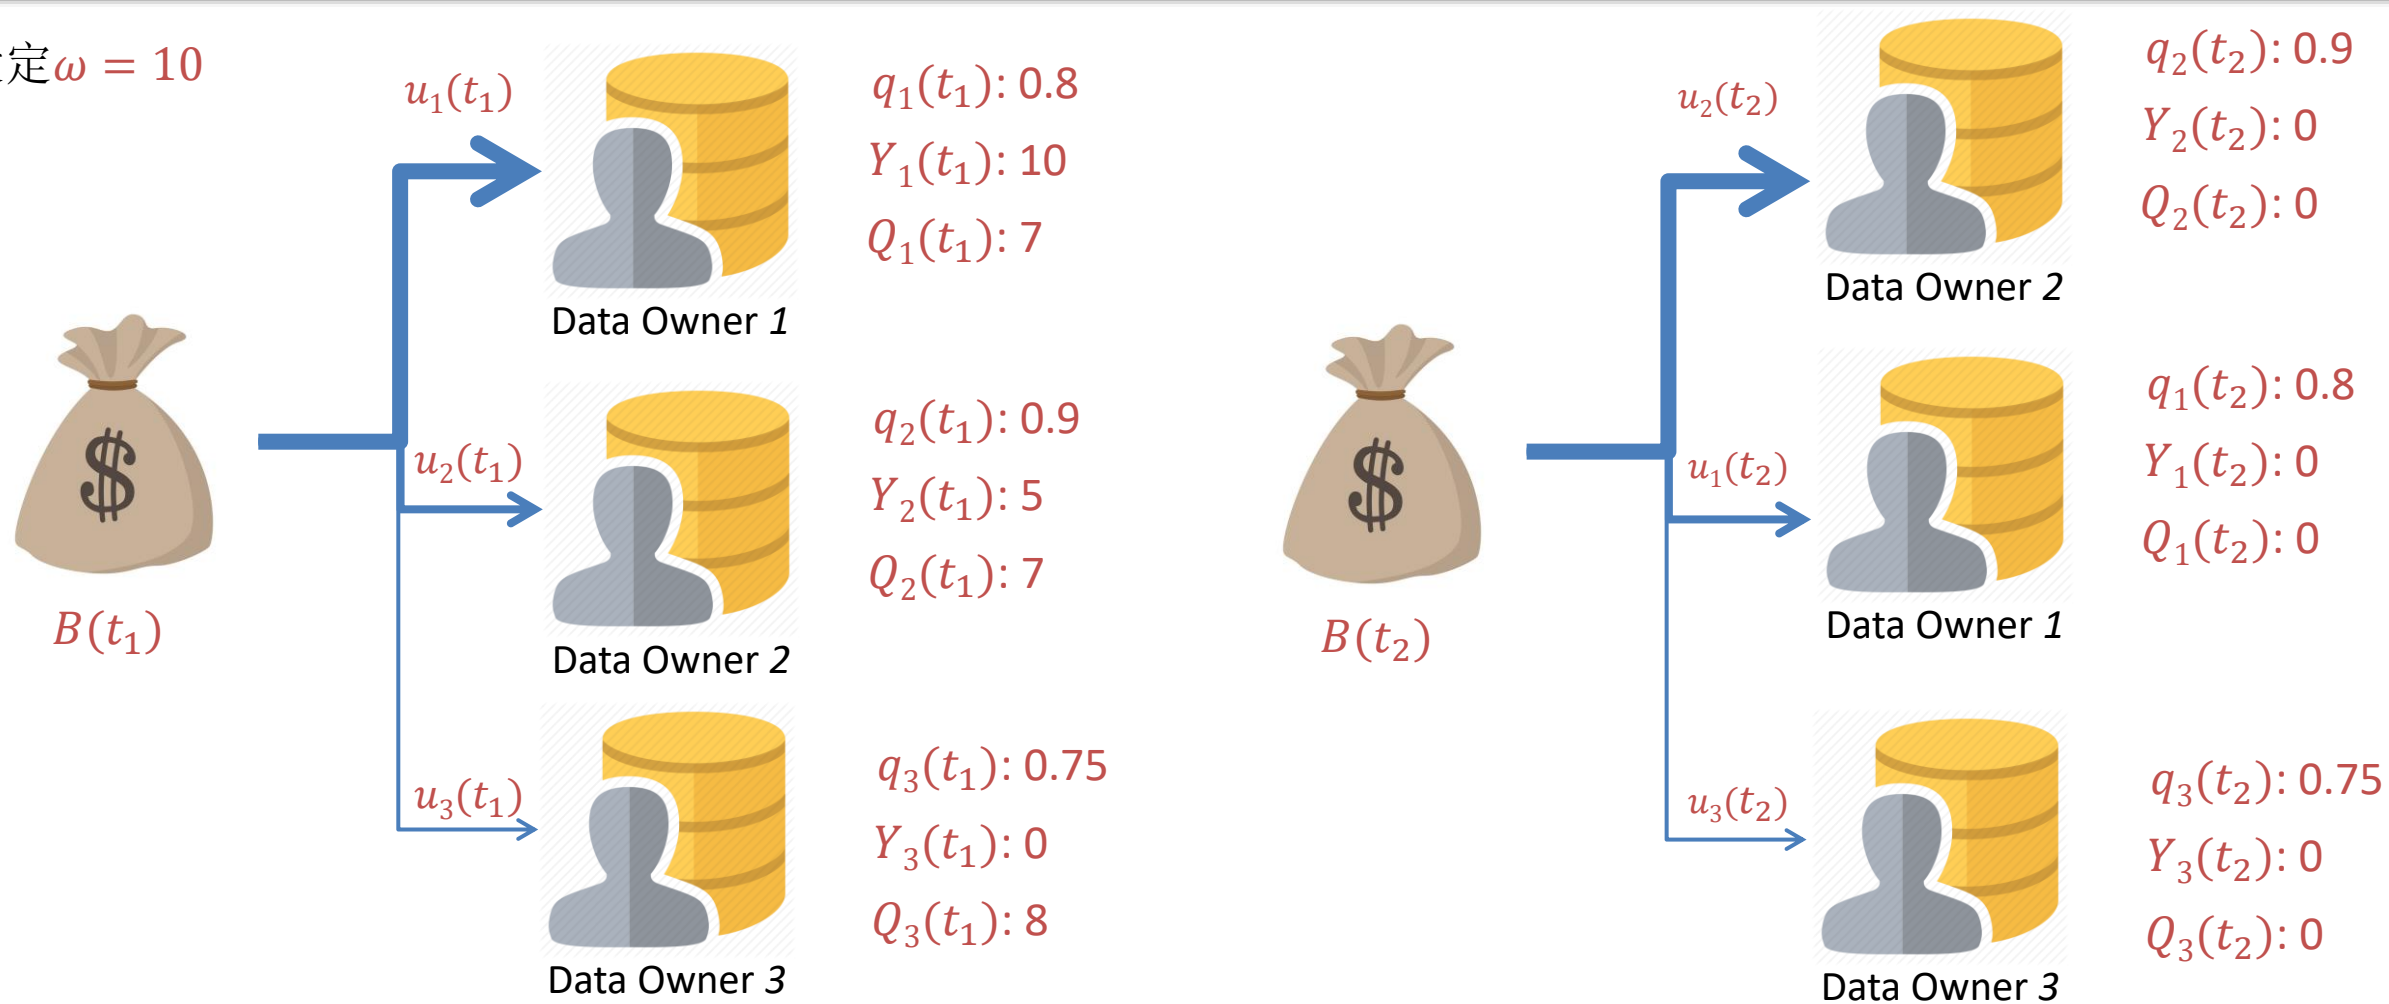 定ω = 10
u₁(t₁)
q₁(t₁): 0.8
Y₁(t₁): 10
Q₁(t₁): 7
Data Owner 1
u₂(t₁)
q₂(t₁): 0.9
Y₂(t₁): 5
Q₂(t₁): 7
Data Owner 2
$
B(t₁)
u₃(t₁)
q₃(t₁): 0.75
Y₃(t₁): 0
Q₃(t₁): 8
Data Owner 3
u₂(t₂)
q₂(t₂): 0.9
Y₂(t₂): 0
Q₂(t₂): 0
Data Owner 2
u₁(t₂)
q₁(t₂): 0.8
Y₁(t₂): 0
Q₁(t₂): 0
Data Owner 1
$
B(t₂)
u₃(t₂)
q₃(t₂): 0.75
Y₃(t₂): 0
Q₃(t₂): 0
Data Owner 3